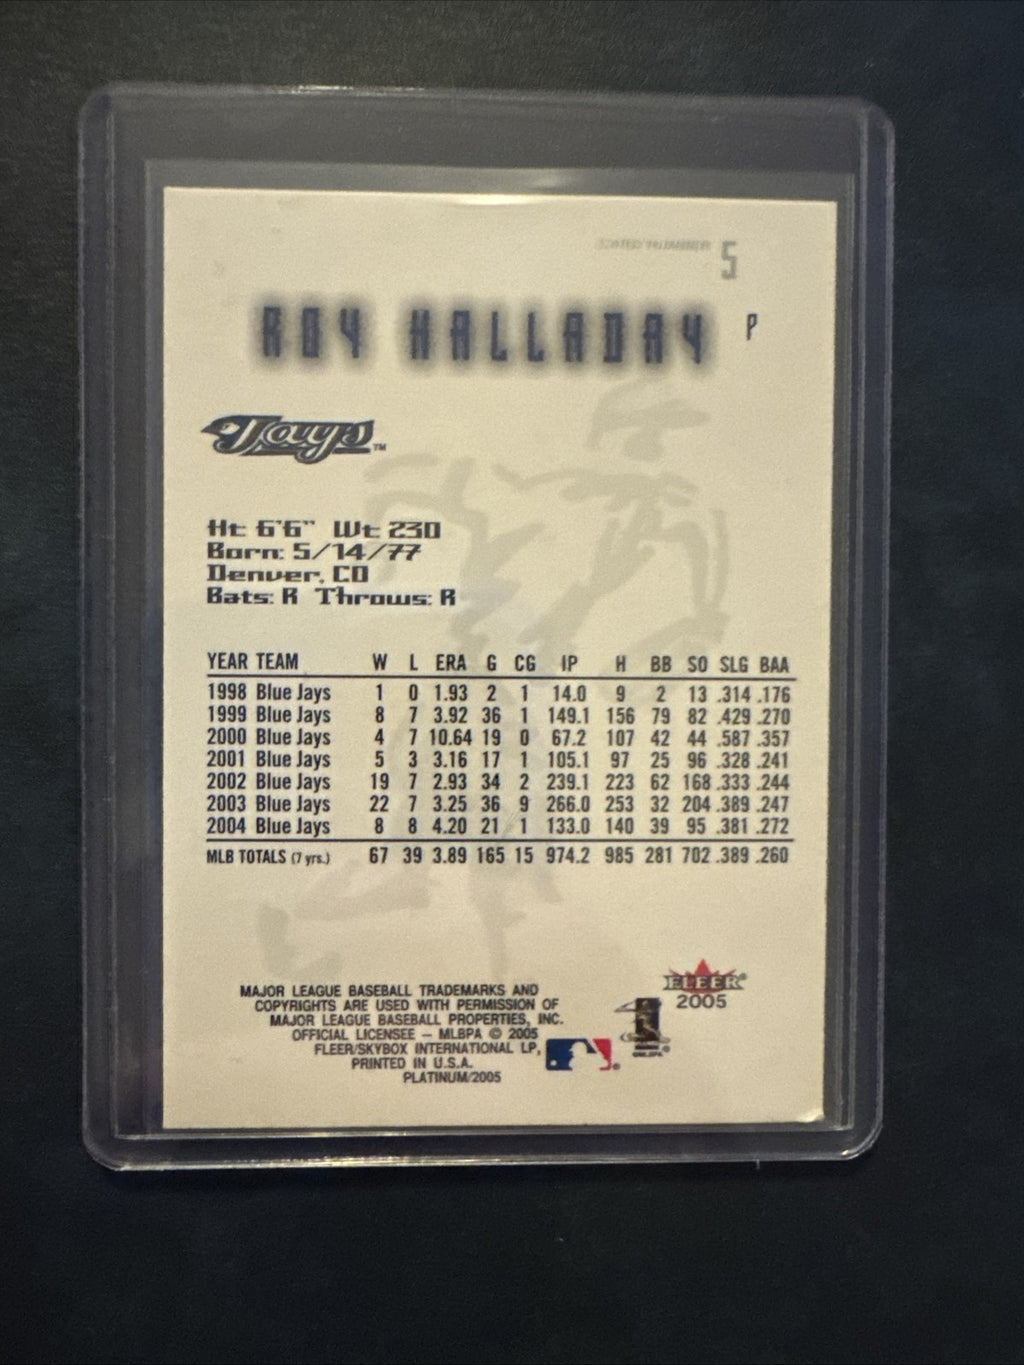 5
ROY HALLADAY P
Jays™
Ht: 6'6" Wt: 230
Born: 5/14/77
Denver, CO
Bats: R Throws: R
YEAR TEAM W L ERA G CG IP H BB SO SLG BAA
1998 Blue Jays 1 0 1.93 2 1 14.0 9 2 13 .314 .176
1999 Blue Jays 8 7 3.92 36 1 149.1 156 79 82 .429 .270
2000 Blue Jays 4 7 10.64 19 0 67.2 107 42 44 .587 .357
2001 Blue Jays 5 3 3.16 17 1 105.1 97 25 96 .328 .241
2002 Blue Jays 19 7 2.93 34 2 239.1 223 62 168 .333 .244
2003 Blue Jays 22 7 3.25 36 9 266.0 253 32 204 .389 .247
2004 Blue Jays 8 8 4.20 21 1 133.0 140 39 95 .381 .272
MLB TOTALS (7 yrs.) 67 39 3.89 165 15 974.2 985 281 702 .389 .260
MAJOR LEAGUE BASEBALL TRADEMARKS AND
COPYRIGHTS ARE USED WITH PERMISSION OF
MAJOR LEAGUE BASEBALL PROPERTIES, INC.
OFFICIAL LICENSEE – MLBPA © 2005
FLEER/SKYBOX INTERNATIONAL LP,
PRINTED IN U.S.A.
PLATINUM/2005
FLEER®
2005